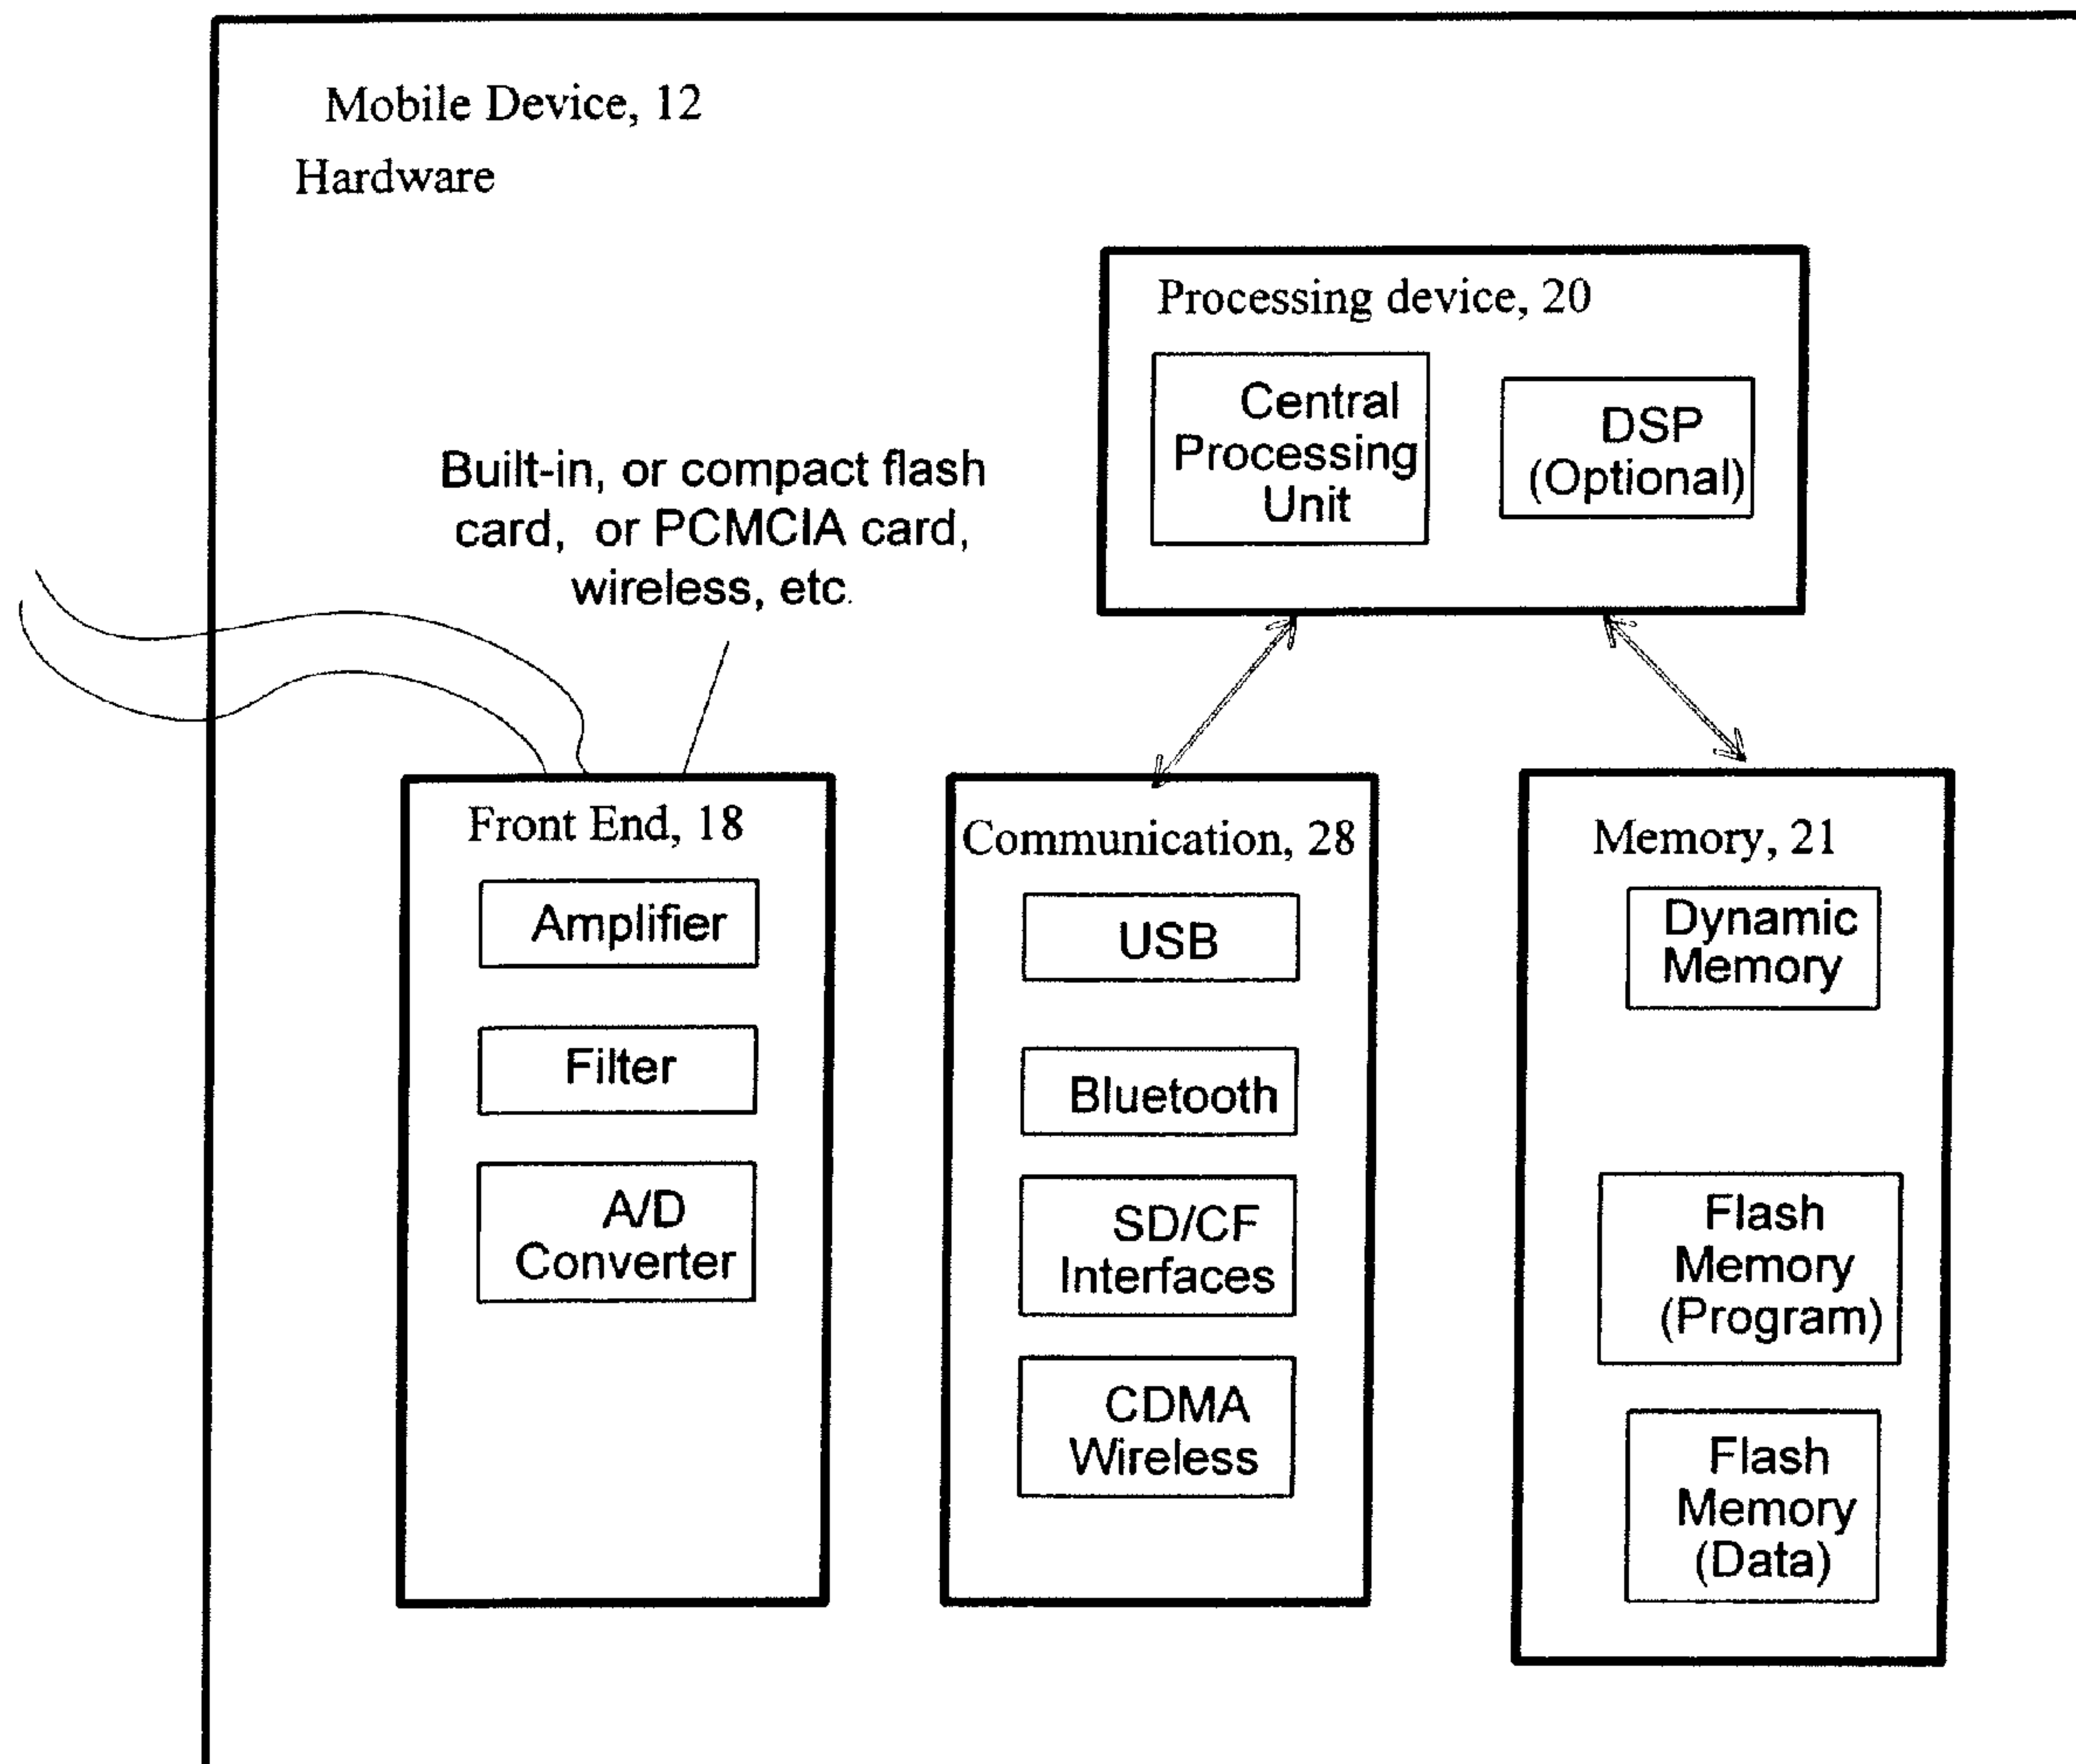 Mobile Device, 12
Hardware
Processing device, 20
Central
Processing
Unit
DSP
(Optional)
Built-in, or compact flash
card, or PCMCIA card,
wireless, etc.
Front End, 18
Amplifier
Filter
A/D
Converter
Communication, 28
USB
Bluetooth
SD/CF
Interfaces
CDMA
Wireless
Memory, 21
Dynamic
Memory
Flash
Memory
(Program)
Flash
Memory
(Data)